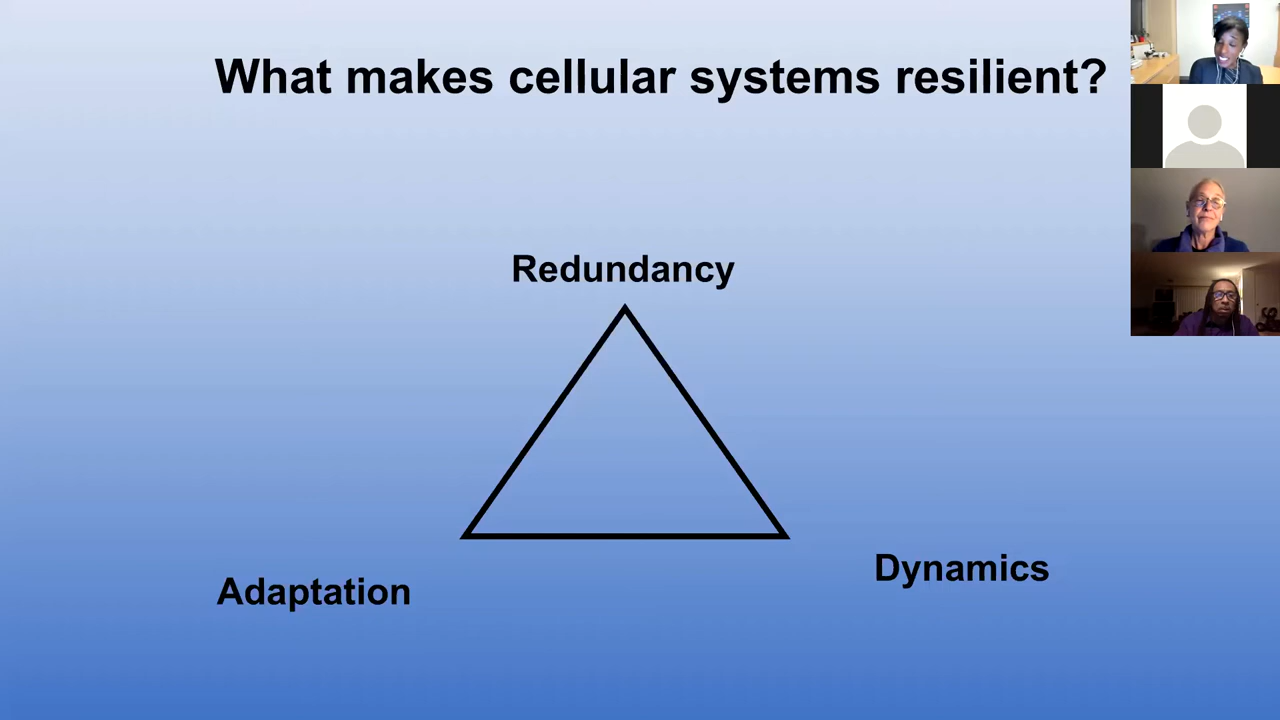 What makes cellular systems resilient?
Redundancy
Dynamics
Adaptation